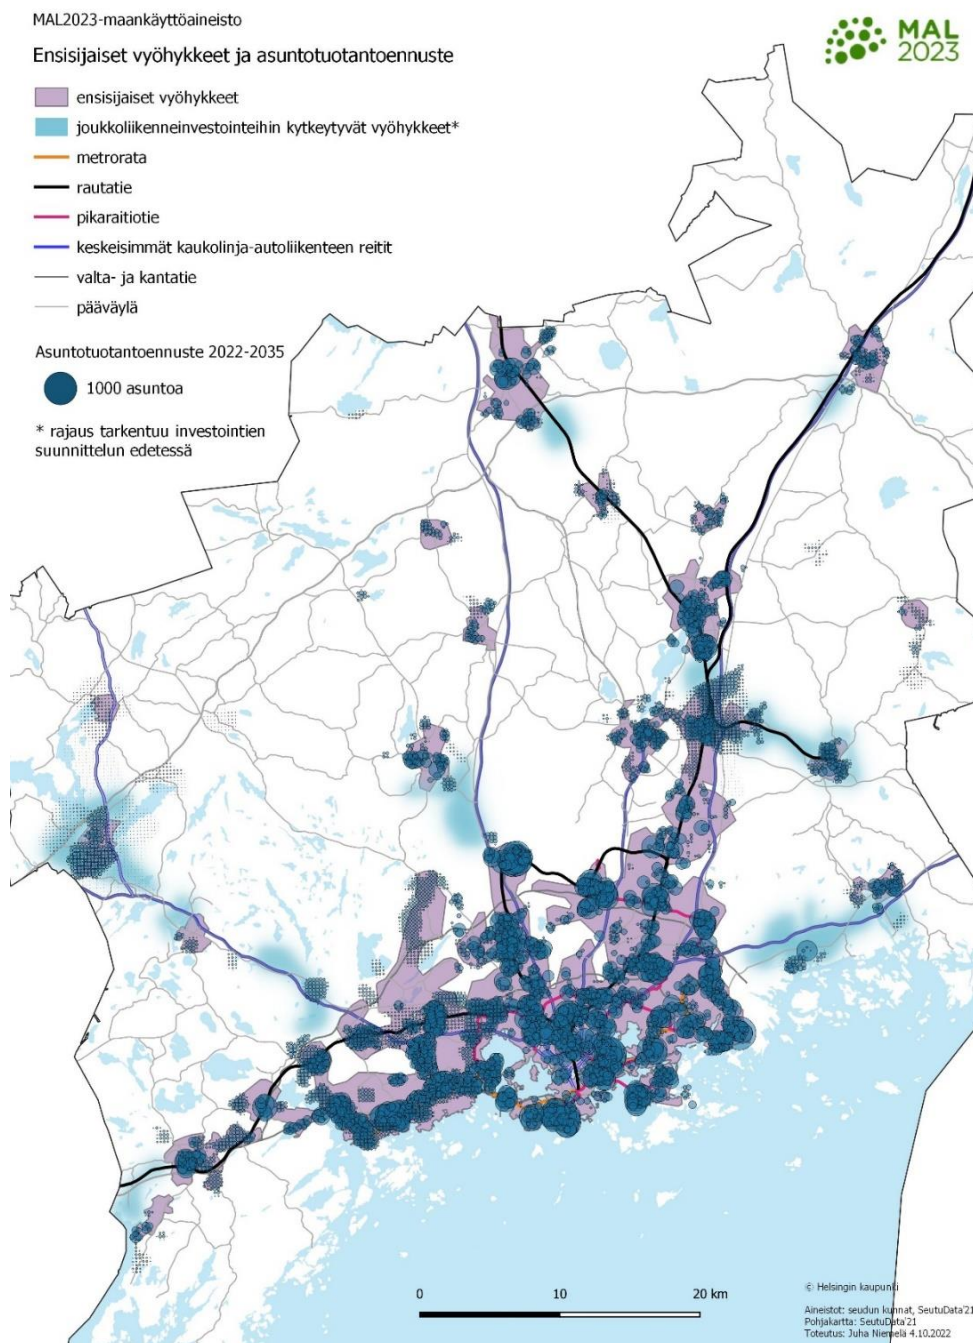 MAL2023-maankäyttöaineisto
MAL
2023
Ensisijaiset vyöhykkeet ja asuntotuotantoennuste
ensisijaiset vyöhykkeet
joukkoliikenneinvestointeihin kytkeytyvät vyöhykkeet*
metrorata
rautatie
pikaraitiotie
keskeisimmät kaukolinja-autoliikenteen reitit
valta- ja kantatie
pääväylä
Asuntotuotantoennuste 2022-2035
1000 asuntoa
* rajaus tarkentuu investointien
suunnittelun edetessä
0 10 20 km
© Helsingin kaupunki
Aineistot: seudun kunnat, SeutuData'21
Pohjakartta: SeutuData'21
Toteutus: Juha Niemelä 4.10.2022